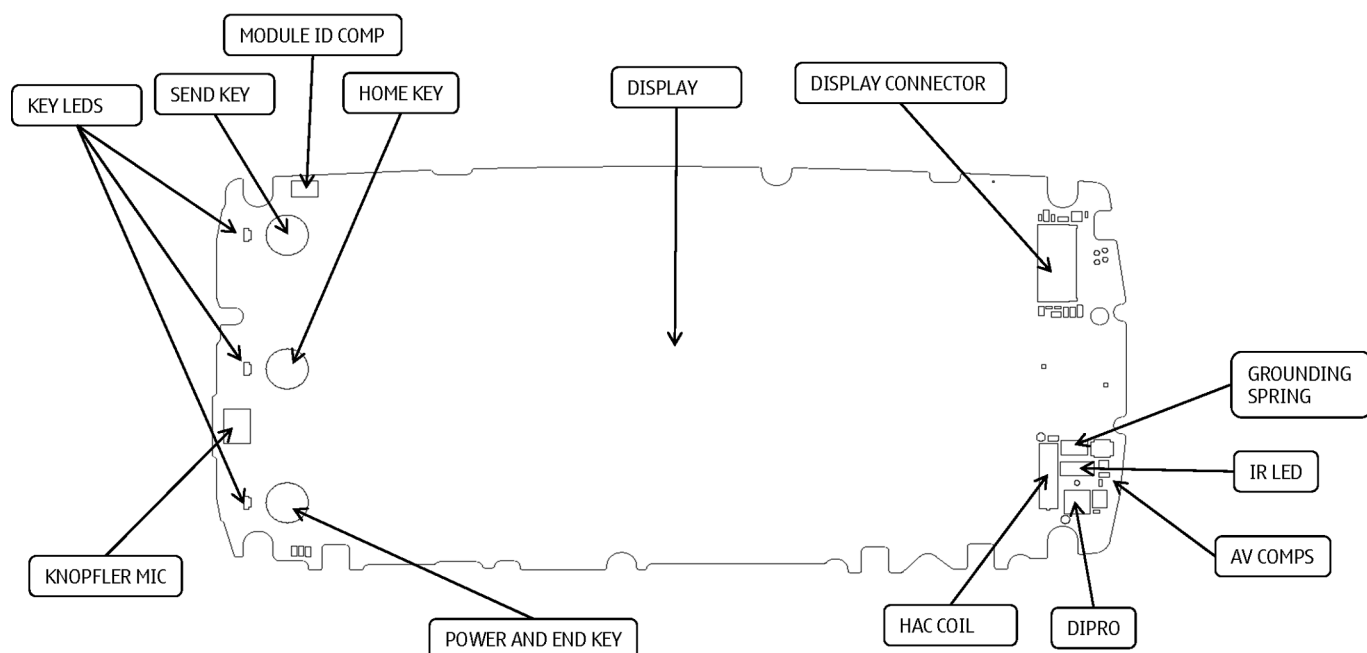 MODULE ID COMP
KEY LEDS
SEND KEY
HOME KEY
DISPLAY
DISPLAY CONNECTOR
GROUNDING
SPRING
IR LED
AV COMPS
KNOPFLER MIC
POWER AND END KEY
HAC COIL
DIPRO